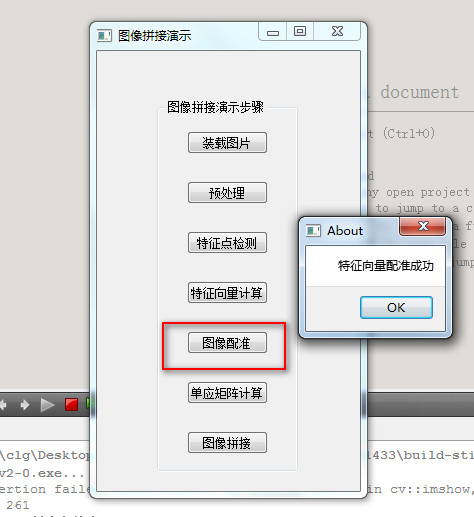 图像拼接演示
document
图像拼接演示步骤
装载图片
t (Ctrl+O)
预处理
ny open project
to jump to a c
About
特征点检测
特征向量配准成功
特征向量计算
OK
图像配准
单应矩阵计算
图像拼接
\clg\Desktop
1433\build-sti
v2-0.exe...
ertion faile
in cv::imshow,
261